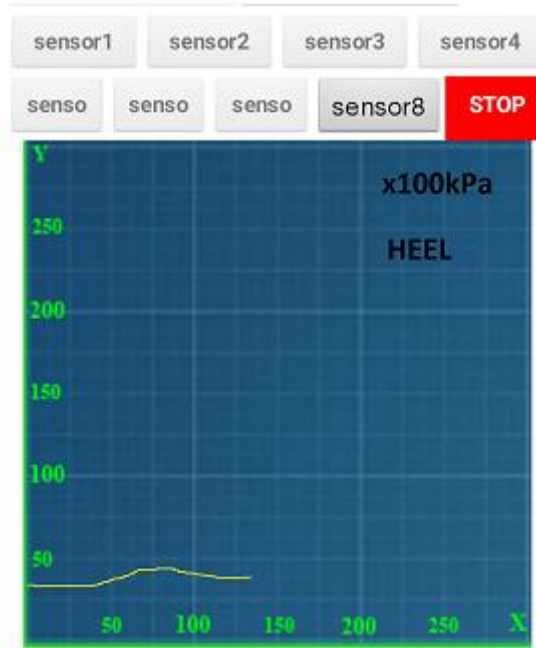 sensor1 sensor2 sensor3 sensor4
senso senso senso sensor8 STOP
Y
x100kPa
250
HEEL
200
150
100
50
50 100 150 200 250 X